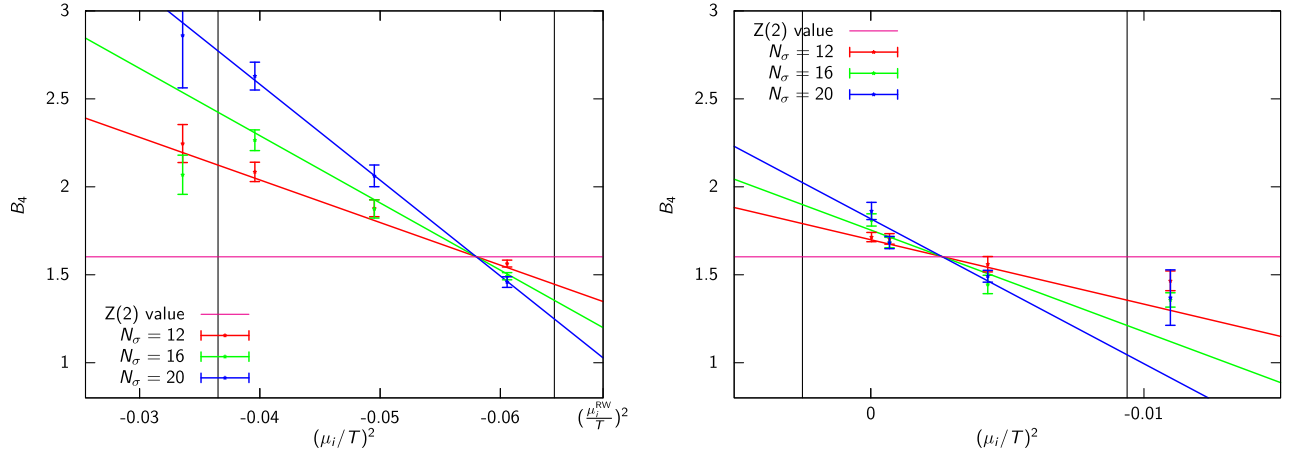 3
2.5
2
1.5
1
B₄
Z(2) value
Nσ = 12
Nσ = 16
Nσ = 20
-0.03
-0.04
-0.05
-0.06
(μᵢ^RW/T)²
(μᵢ/T)²
3
2.5
2
1.5
1
B₄
Z(2) value
Nσ = 12
Nσ = 16
Nσ = 20
0
-0.01
(μᵢ/T)²